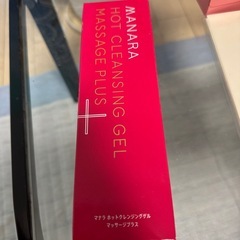 MANARA
HOT CLEANSING GEL
MASSAGE PLUS
マナラ ホットクレンジングゲル
マッサージプラス